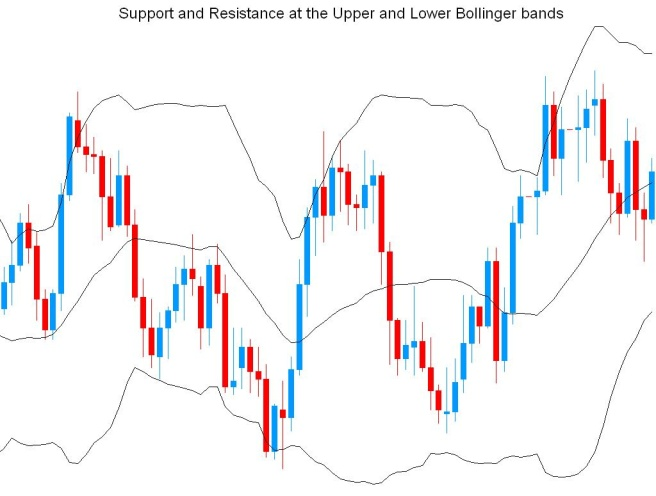 Support and Resistance at the Upper and Lower Bollinger bands